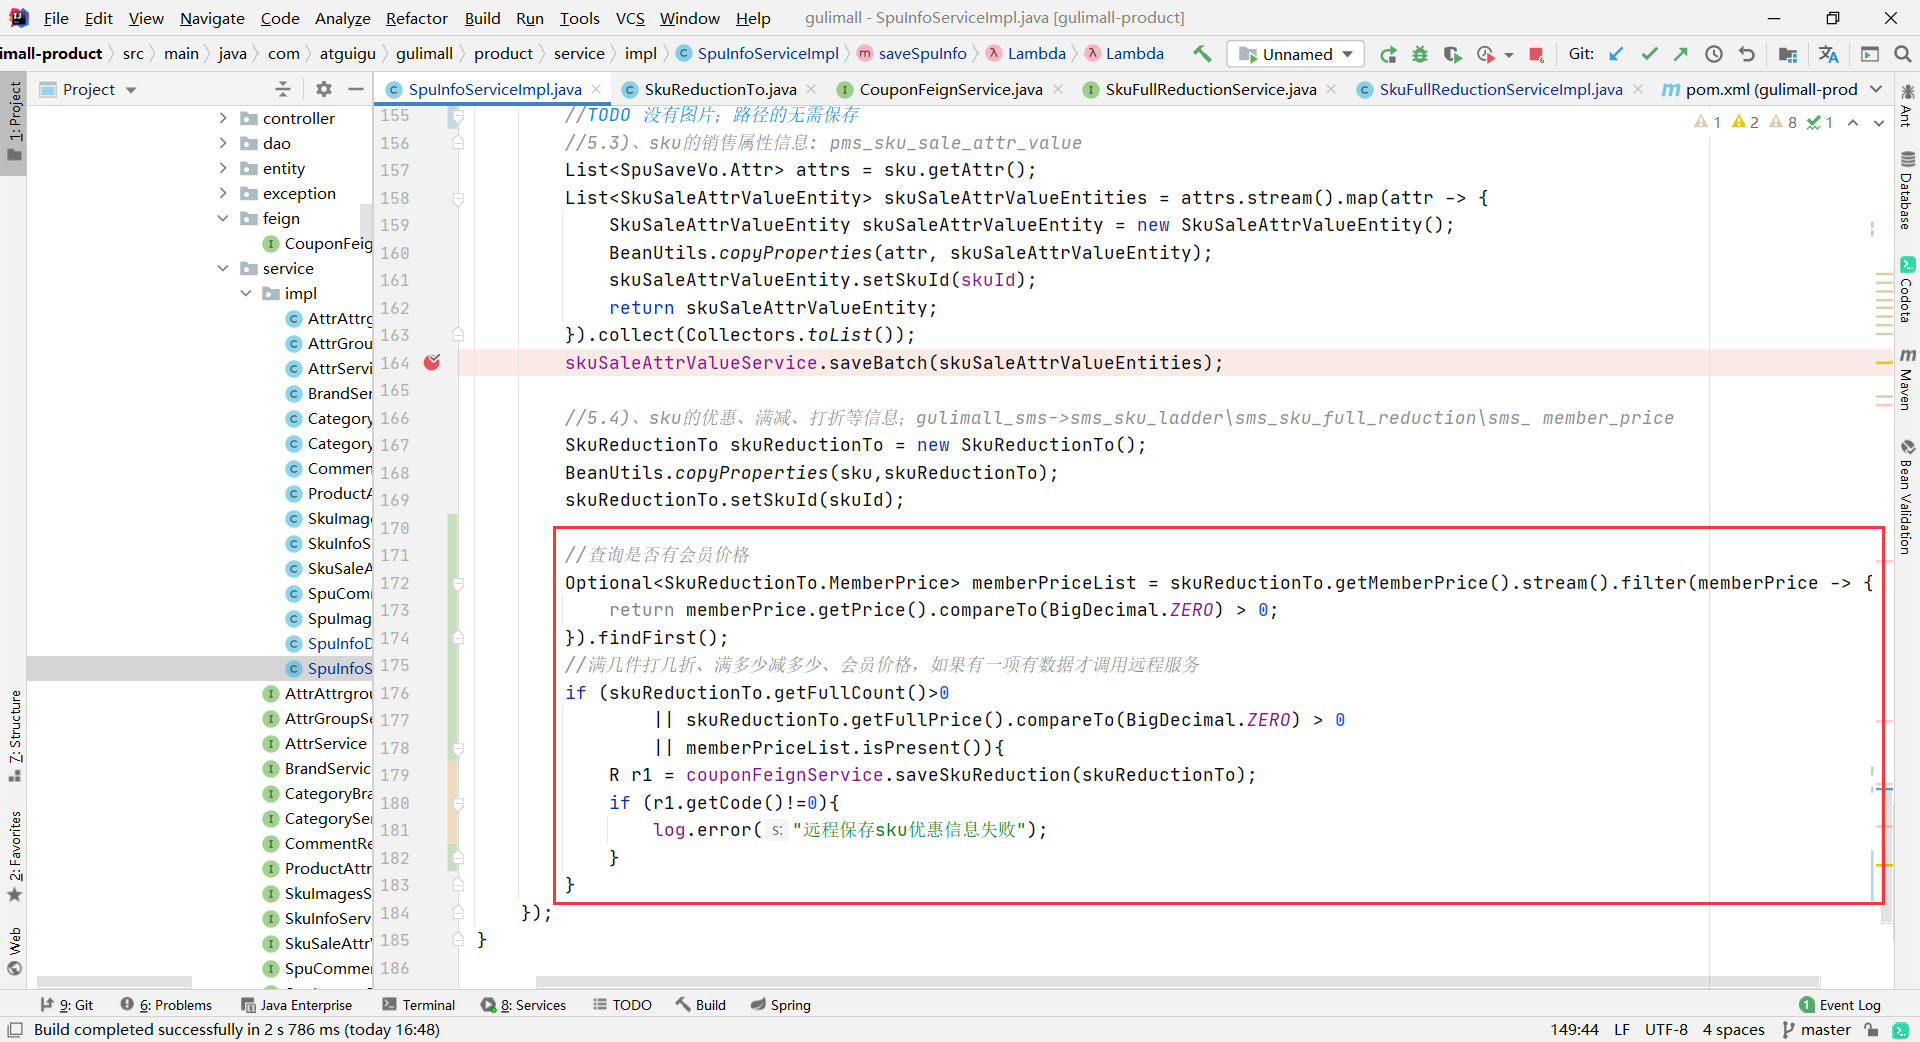 File Edit View Navigate Code Analyze Refactor Build Run Tools VCS Window Help gulimall - SpuInfoServiceImpl.java [gulimall-product]
imall-product src main java com atguigu gulimall product service impl SpuInfoServiceImpl saveSpuInfo Lambda Lambda Unnamed Git:
Project SpuInfoServiceImpl.java SkuReductionTo.java CouponFeignService.java SkuFullReductionService.java SkuFullReductionServiceImpl.java pom.xml (gulimall-prod
1: Project
7: Structure
2: Favorites
Web
controller
dao
entity
exception
feign
CouponFeig
service
impl
AttrAttrg
AttrGrou
AttrServi
BrandSer
Category
Category
Commen
ProductA
SkuImag
SkuInfoS
SkuSaleA
SpuComm
SpuImag
SpuInfoD
SpuInfoS
AttrAttrgrou
AttrGroupSe
AttrService
BrandServic
CategoryBra
CategorySer
CommentRe
ProductAttr
SkuImagesS
SkuInfoServ
SkuSaleAttrV
SpuCommer
1 2 8 1
155 //TODO 没有图片;路径的无需保存
156 //5.3)、sku的销售属性信息: pms_sku_sale_attr_value
157 List<SpuSaveVo.Attr> attrs = sku.getAttr();
158 List<SkuSaleAttrValueEntity> skuSaleAttrValueEntities = attrs.stream().map(attr -> {
159 SkuSaleAttrValueEntity skuSaleAttrValueEntity = new SkuSaleAttrValueEntity();
160 BeanUtils.copyProperties(attr, skuSaleAttrValueEntity);
161 skuSaleAttrValueEntity.setSkuId(skuId);
162 return skuSaleAttrValueEntity;
163 }).collect(Collectors.toList());
164 skuSaleAttrValueService.saveBatch(skuSaleAttrValueEntities);
165
166 //5.4)、sku的优惠、满减、打折等信息;gulimall_sms->sms_sku_ladder\sms_sku_full_reduction\sms_ member_price
167 SkuReductionTo skuReductionTo = new SkuReductionTo();
168 BeanUtils.copyProperties(sku,skuReductionTo);
169 skuReductionTo.setSkuId(skuId);
170
171 //查询是否有会员价格
172 Optional<SkuReductionTo.MemberPrice> memberPriceList = skuReductionTo.getMemberPrice().stream().filter(memberPrice -> {
173 return memberPrice.getPrice().compareTo(BigDecimal.ZERO) > 0;
174 }).findFirst();
175 //满几件打几折、满多少减多少、会员价格,如果有一项有数据才调用远程服务
176 if (skuReductionTo.getFullCount()>0
177 || skuReductionTo.getFullPrice().compareTo(BigDecimal.ZERO) > 0
178 || memberPriceList.isPresent()){
179 R r1 = couponFeignService.saveSkuReduction(skuReductionTo);
180 if (r1.getCode()!=0){
181 log.error( s: "远程保存sku优惠信息失败");
182 }
183 }
184 });
185 }
186
Ant
Database
Codota
Maven
Bean Validation
9: Git 6: Problems Java Enterprise Terminal 8: Services TODO Build Spring 1 Event Log
Build completed successfully in 2 s 786 ms (today 16:48) 149:44 LF UTF-8 4 spaces master